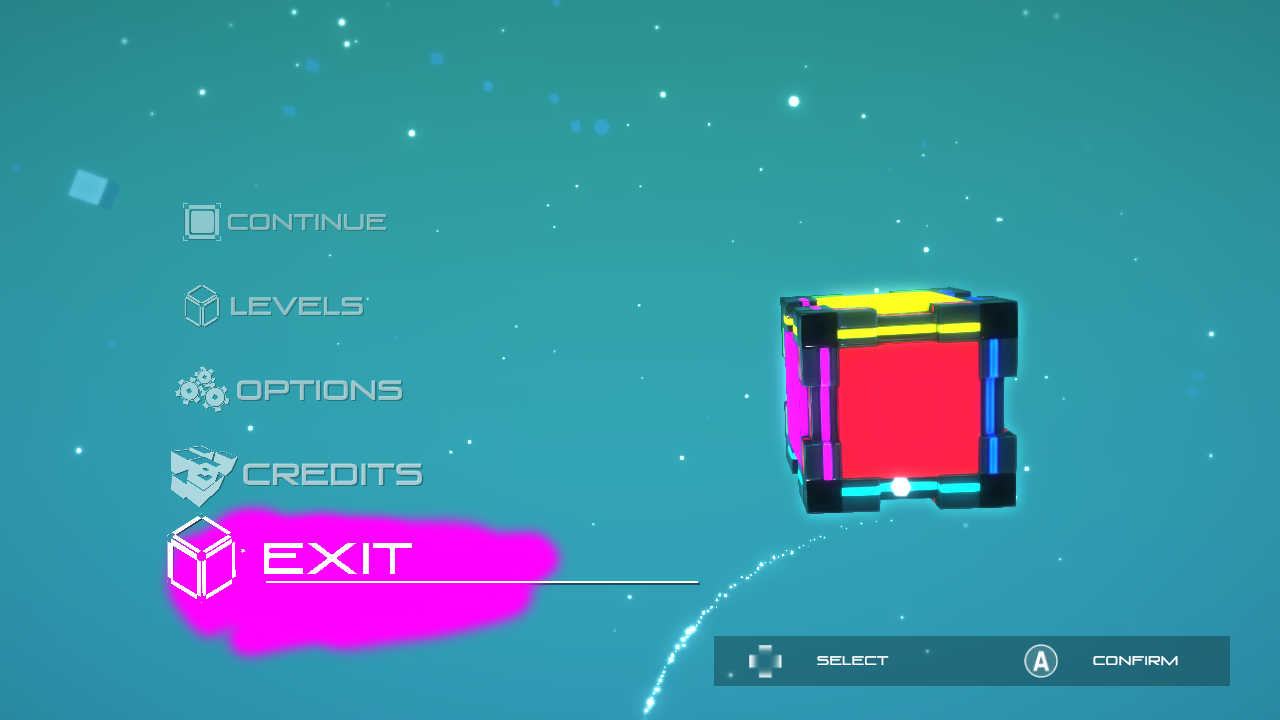 CONTINUE
LEVELS
OPTIONS
CREDITS
EXIT
SELECT
A CONFIRM